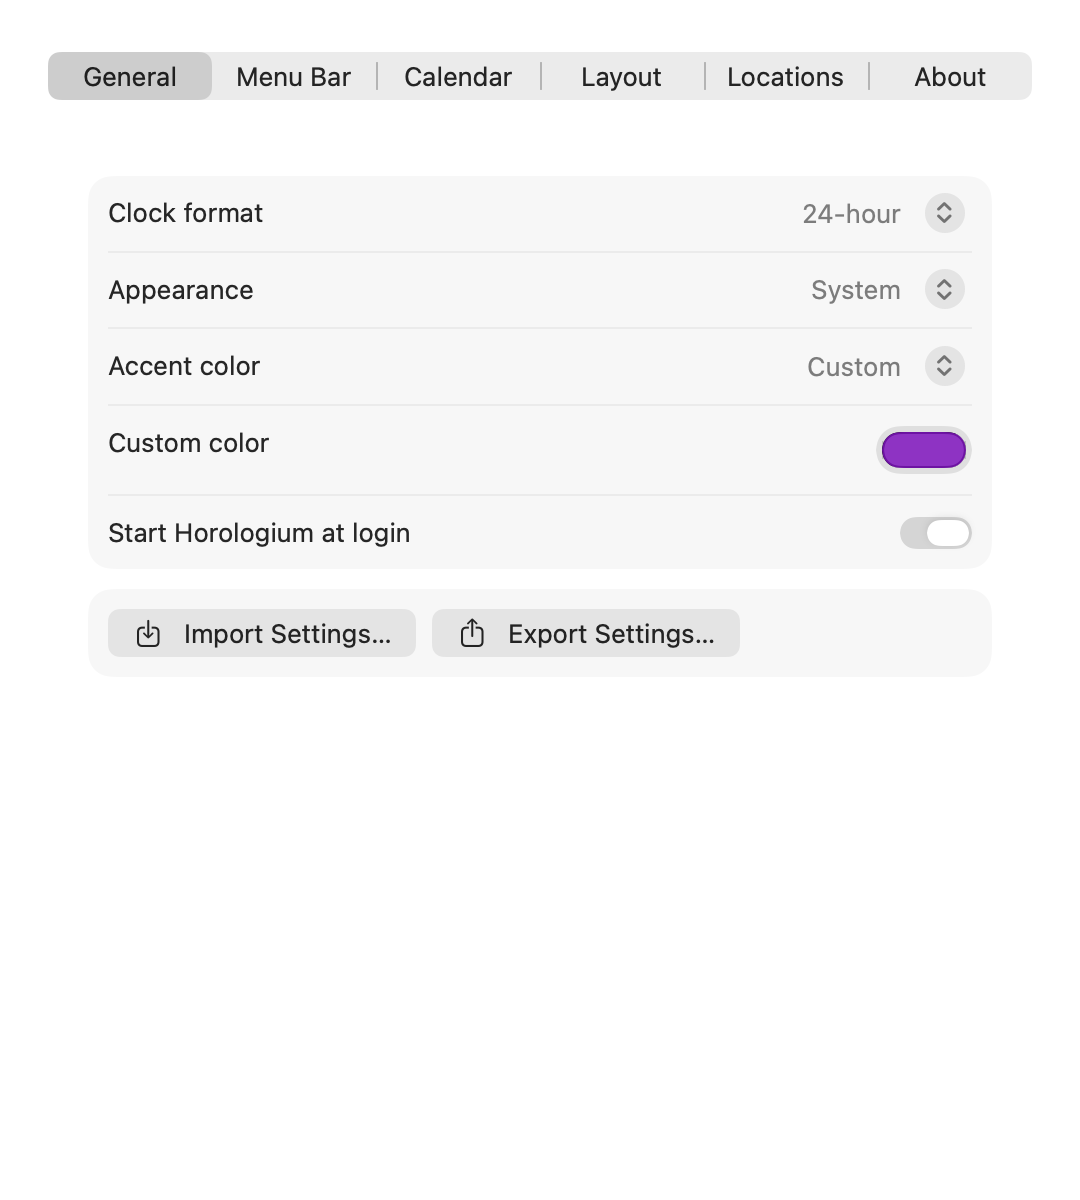 General Menu Bar Calendar Layout Locations About
Clock format 24-hour
Appearance System
Accent color Custom
Custom color
Start Horologium at login
Import Settings... Export Settings...